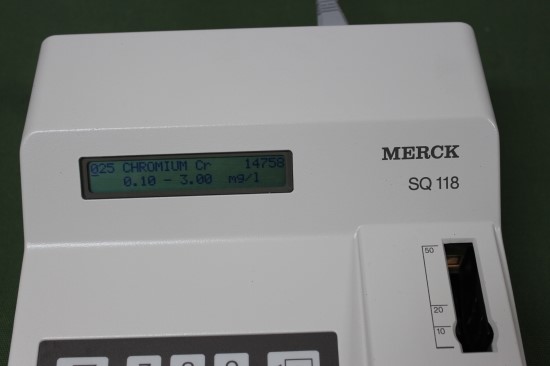 025 CHROMIUM Cr 14758
0.10 - 3.00 mg/l
MERCK
SQ 118
50
20
10